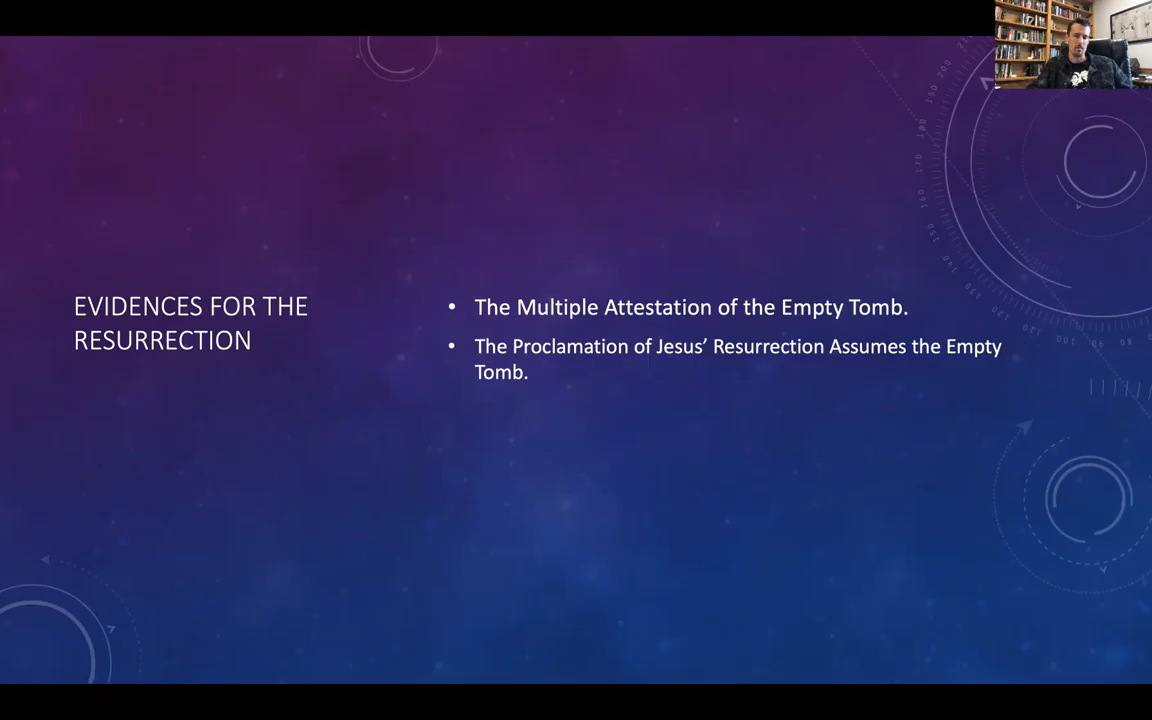 EVIDENCES FOR THE
RESURRECTION
• The Multiple Attestation of the Empty Tomb.
• The Proclamation of Jesus’ Resurrection Assumes the Empty
Tomb.